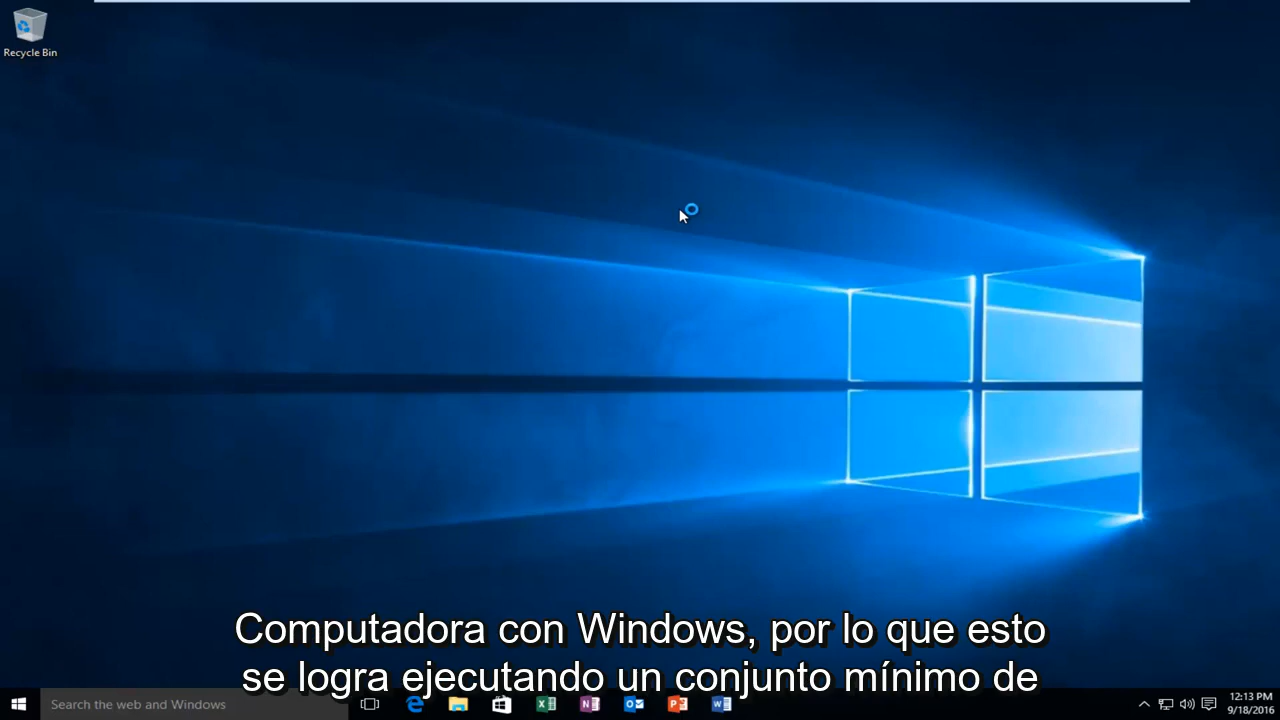 Recycle Bin
Computadora con Windows, por lo que esto
se logra ejecutando un conjunto mínimo de
Search the web and Windows
12:13 PM
9/18/2016